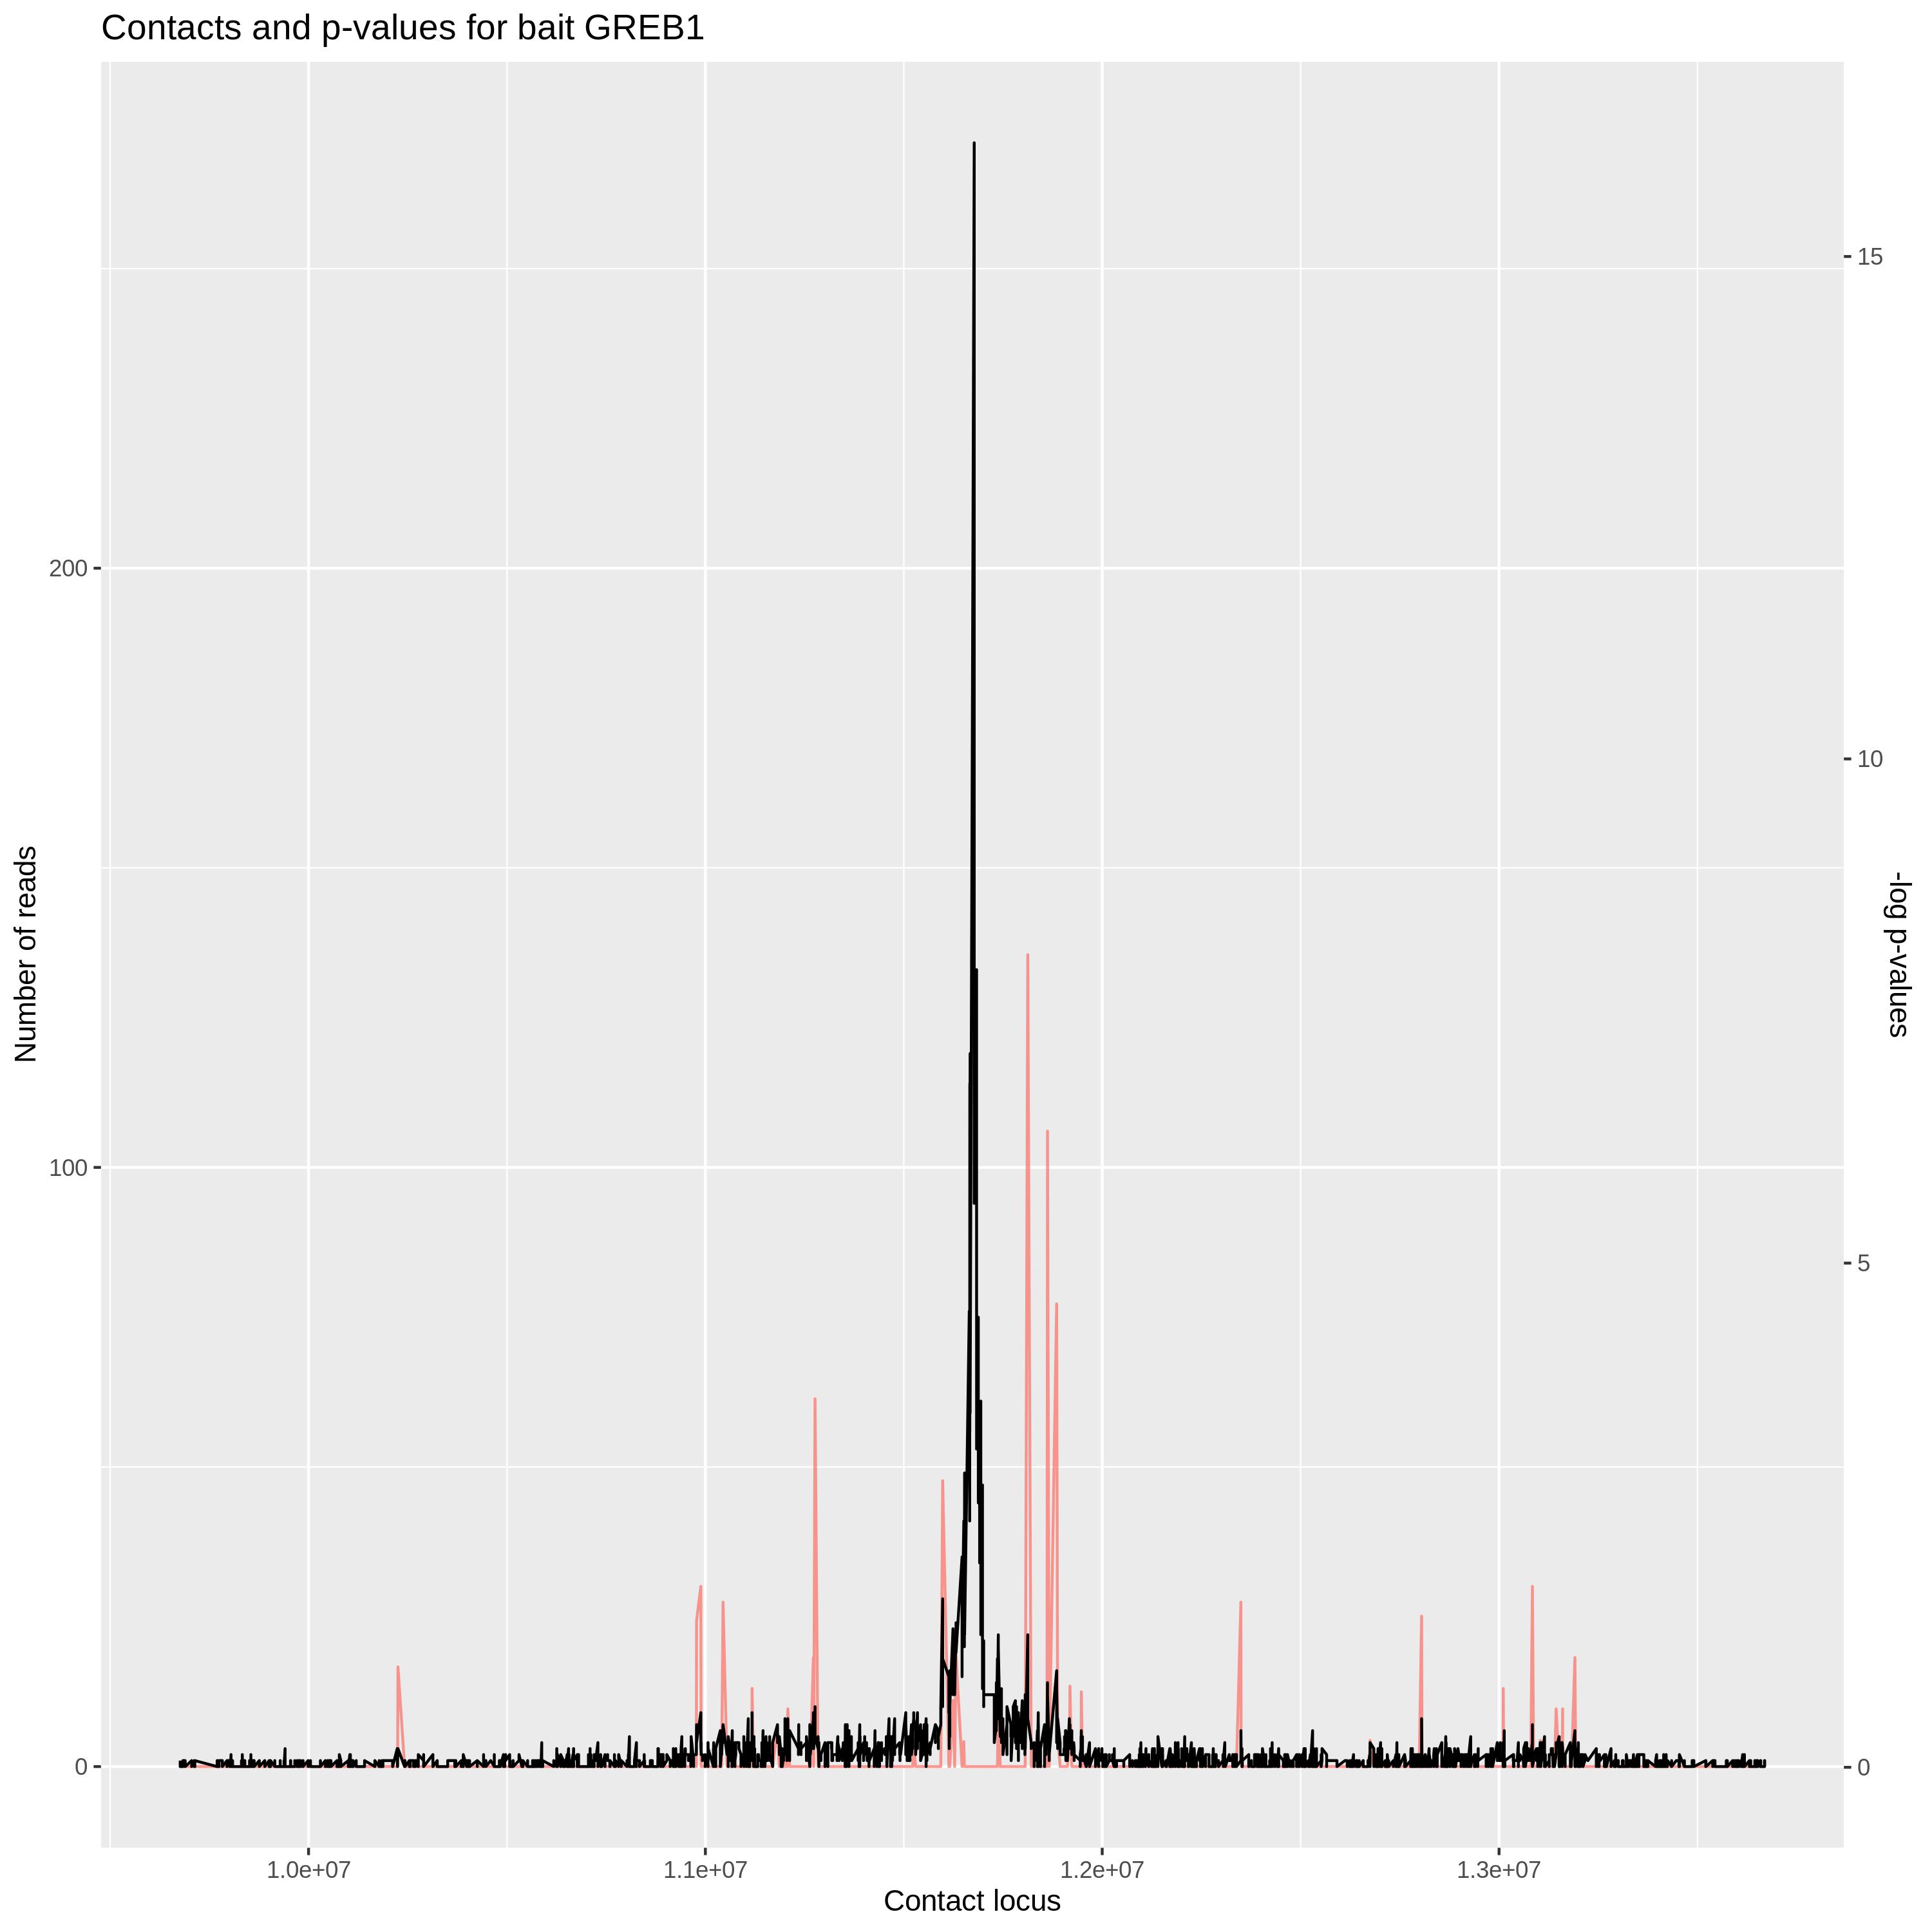 Contacts and p-values for bait GREB1
Number of reads
200
100
0
15
10
5
0
-log p-values
1.0e+07
1.1e+07
1.2e+07
1.3e+07
Contact locus